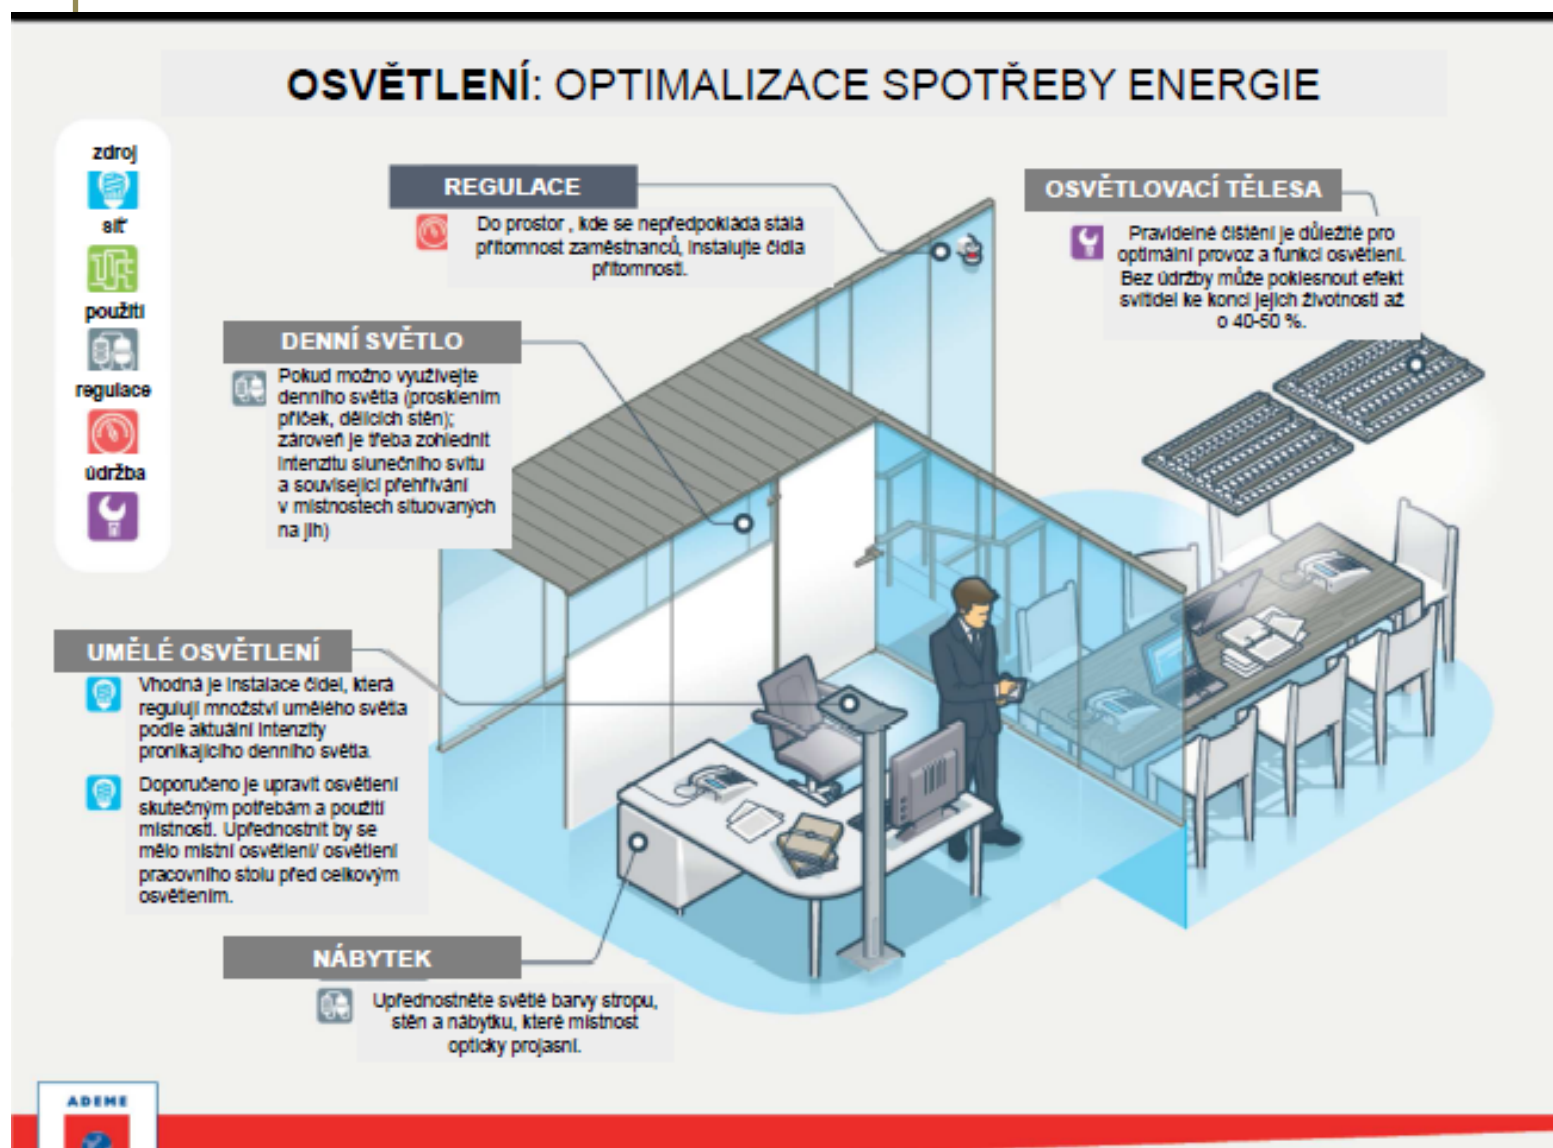 OSVĚTLENÍ: OPTIMALIZACE SPOTŘEBY ENERGIE
zdroj
síť
použití
regulace
údržba
REGULACE
Do prostor , kde se nepředpokládá stálá
přítomnost zaměstnanců, instalujte čidla
přítomnosti.
OSVĚTLOVACÍ TĚLESA
Pravidelné čištění je důležité pro
optimální provoz a funkci osvětlení.
Bez údržby může poklesnout efekt
svítidel ke konci jejich životnosti až
o 40-50 %.
DENNÍ SVĚTLO
Pokud možno využívejte
denního světla (prosklením
příček, dělících stěn);
zároveň je třeba zohlednit
intenzitu slunečního svitu
a související přehřívání
v místnostech situovaných
na jih)
UMĚLÉ OSVĚTLENÍ
Vhodná je instalace čidel, která
regulují množství umělého světla
podle aktuální intenzity
pronikajícího denního světla.
Doporučeno je upravit osvětlení
skutečným potřebám a použití
místnosti. Upřednostnit by se
mělo místní osvětlení/ osvětlení
pracovního stolu před celkovým
osvětlením.
NÁBYTEK
Upřednostněte světlé barvy stropu,
stěn a nábytku, které místnost
opticky projasní.
ADEME